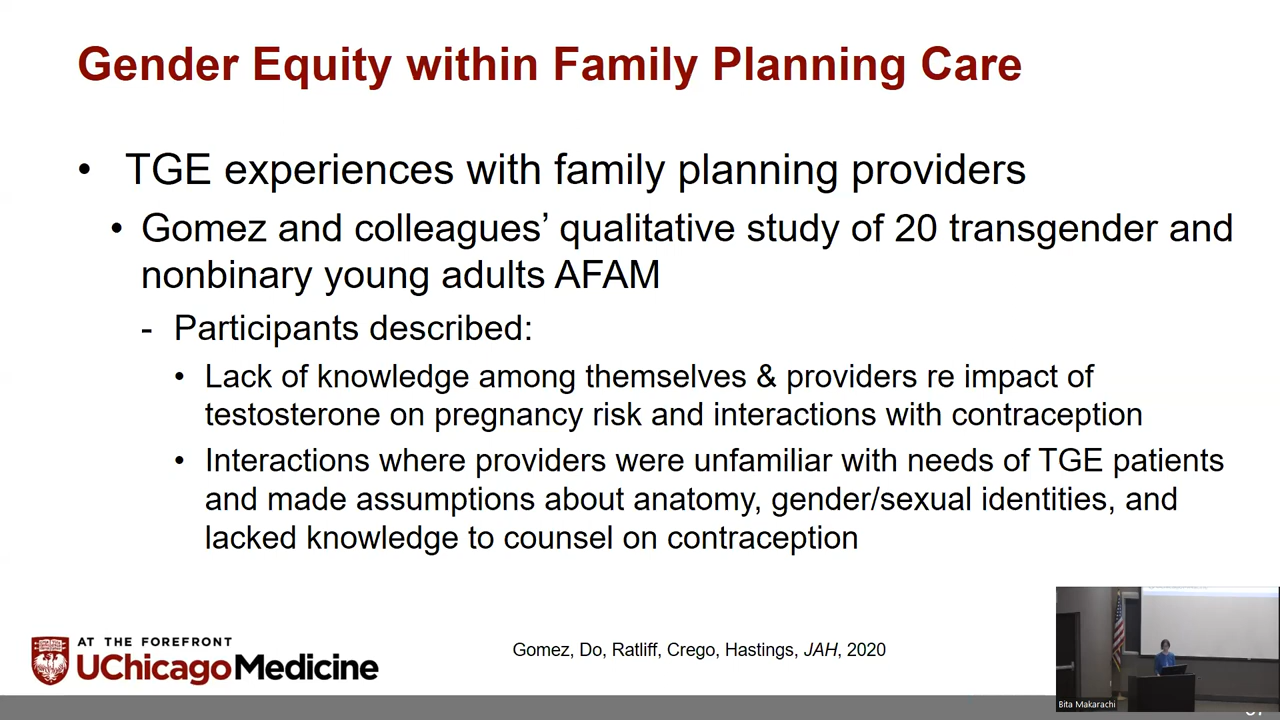 Gender Equity within Family Planning Care
• TGE experiences with family planning providers
• Gomez and colleagues’ qualitative study of 20 transgender and
nonbinary young adults AFAM
- Participants described:
• Lack of knowledge among themselves & providers re impact of
testosterone on pregnancy risk and interactions with contraception
• Interactions where providers were unfamiliar with needs of TGE patients
and made assumptions about anatomy, gender/sexual identities, and
lacked knowledge to counsel on contraception
AT THE FOREFRONT
UChicagoMedicine
Gomez, Do, Ratliff, Crego, Hastings, JAH, 2020
Bita Makarachi